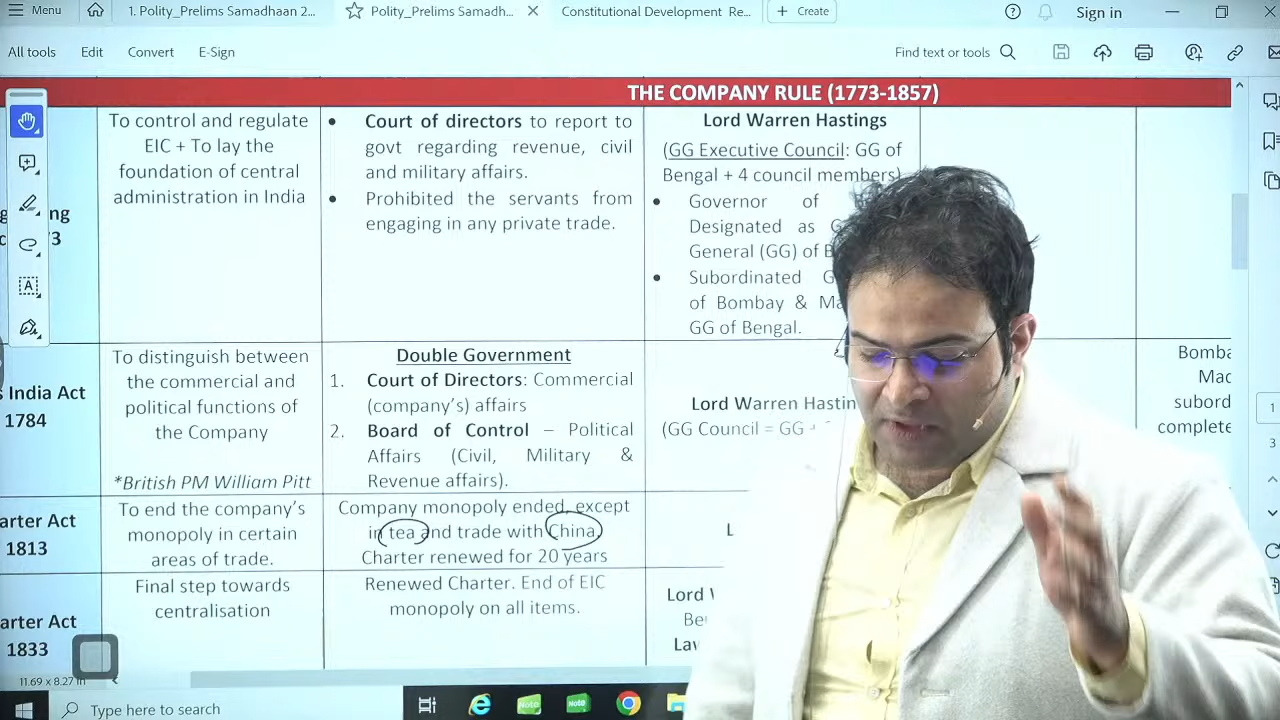 Menu
1. Polity_Prelims Samadhaan 2...
Polity_Prelims Samadh...
Constitutional Development Re...
+ Create
Sign in
All tools
Edit
Convert
E-Sign
Find text or tools
THE COMPANY RULE (1773-1857)
To control and regulate
EIC + To lay the
foundation of central
administration in India
• Court of directors to report to
govt regarding revenue, civil
and military affairs.
• Prohibited the servants from
engaging in any private trade.
Lord Warren Hastings
(GG Executive Council: GG of
Bengal + 4 council members)
• Governor of
Designated as
General (GG) of
• Subordinated
of Bombay &
GG of Bengal.
India Act
1784
To distinguish between
the commercial and
political functions of
the Company
*British PM William Pitt
Double Government
1. Court of Directors: Commercial
(company's) affairs
2. Board of Control – Political
Affairs (Civil, Military &
Revenue affairs).
Lord Warren
(GG Council = GG +
Act
1813
To end the company's
monopoly in certain
areas of trade.
Company monopoly ended, except
in tea and trade with China.
Charter renewed for 20 years
Act
1833
Final step towards
centralisation
Renewed Charter. End of EIC
monopoly on all items.
Lord
11.69 x 8.27 in
Type here to search